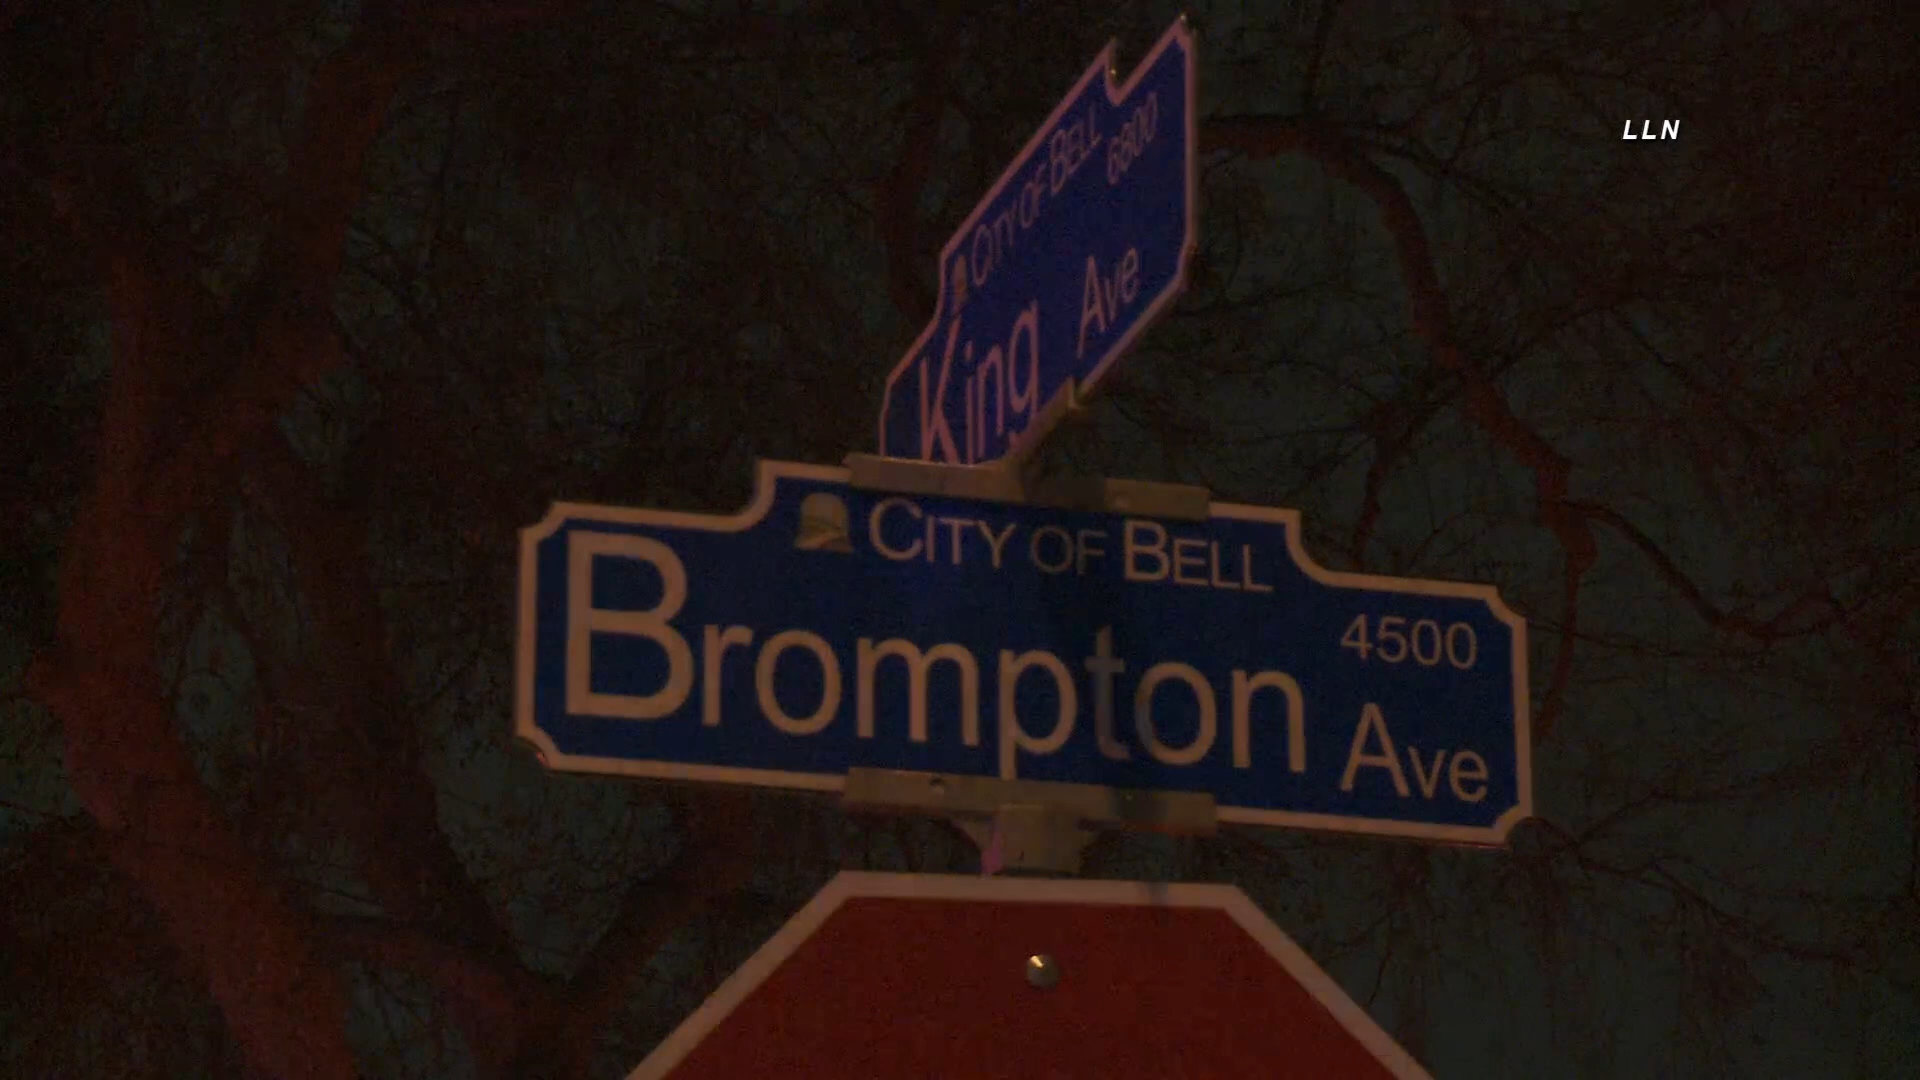 LLN
CITY OF BELL
6800
King Ave
CITY OF BELL
4500
Brompton Ave